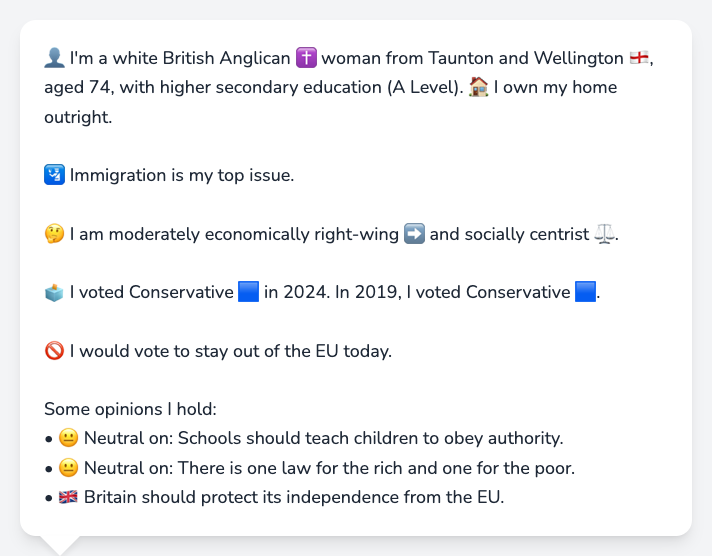 👤 I'm a white British Anglican ✝️ woman from Taunton and Wellington 🏴󠁧󠁢󠁥󠁮󠁧󠁿,
aged 74, with higher secondary education (A Level). 🏠 I own my home
outright.
🛂 Immigration is my top issue.
🤔 I am moderately economically right-wing ➡️ and socially centrist ⚖️.
🗳️ I voted Conservative 🟦 in 2024. In 2019, I voted Conservative 🟦.
🚫 I would vote to stay out of the EU today.
Some opinions I hold:
• 😐 Neutral on: Schools should teach children to obey authority.
• 😐 Neutral on: There is one law for the rich and one for the poor.
• 🇬🇧 Britain should protect its independence from the EU.